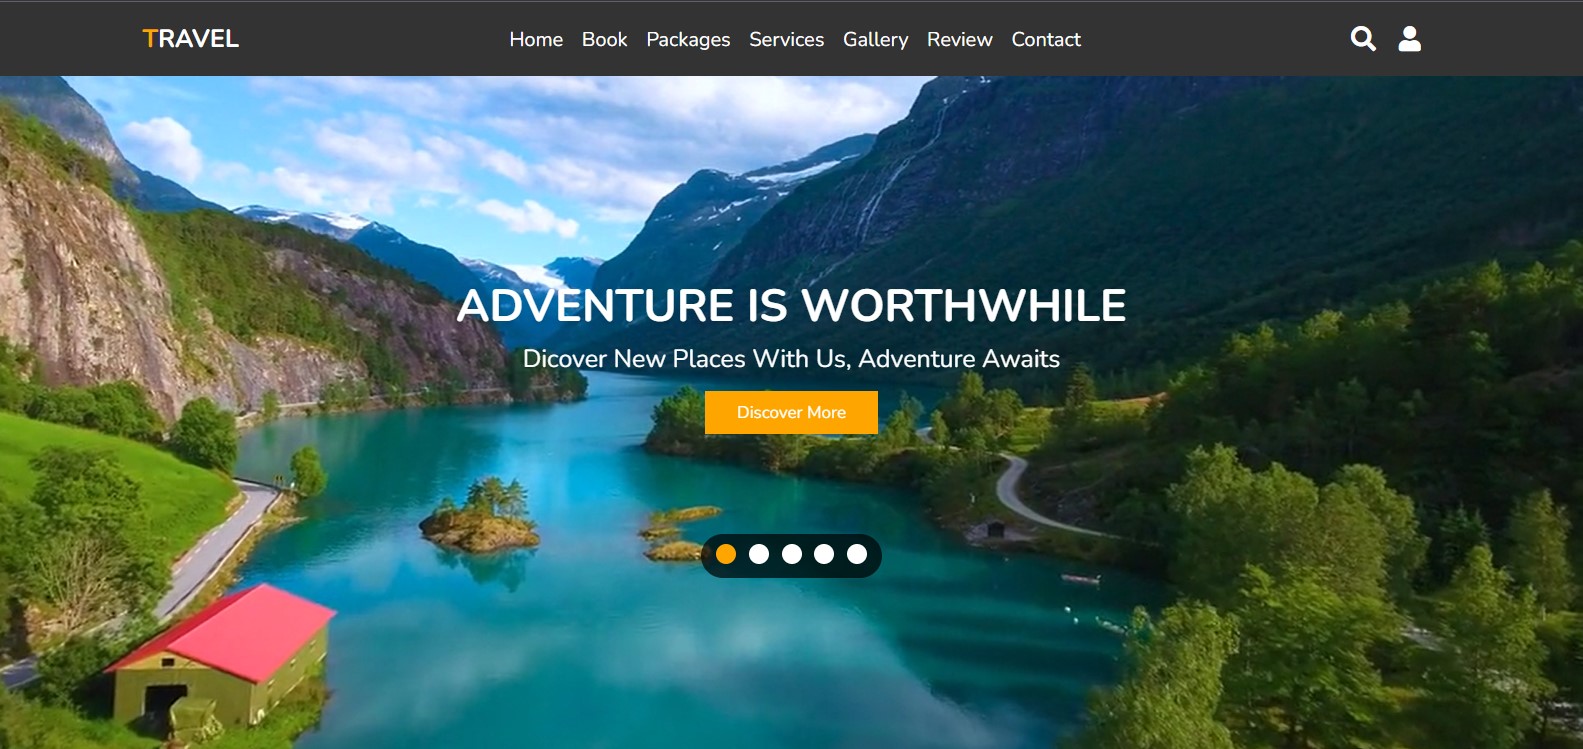 TRAVEL
Home Book Packages Services Gallery Review Contact
ADVENTURE IS WORTHWHILE
Dicover New Places With Us, Adventure Awaits
Discover More